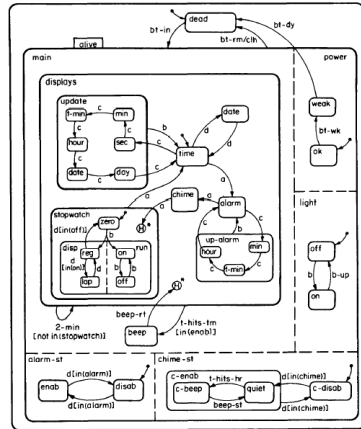 dead
bt-in
bt-dy
alive
bt-rm/clh
main
power
displays
update
t-min
c
min
c
c
hour
sec
c
c
date
c
day
b
c
time
d
date
d
weak
bt-wk
ok
a
a
stopwatch
zero
d[in(off)]
b
disp
reg
on
run
d
[in(on)]
d
b
b
lap
off
H*
a
chime
a
alarm
c
c
up-alarm
hour
min
c
t-min
c
light
off
b
b-up
on
2-min
[not in(stopwatch)]
beep-rt
H*
beep
t-hits-tm
[in(enab)]
alarm-st
enab
d[in(alarm)]
disab
d[in(alarm)]
chime-st
c-enab
t-hits-hr
d[in(chime)]
c-beep
quiet
c-disab
beep-st
d[in(chime)]